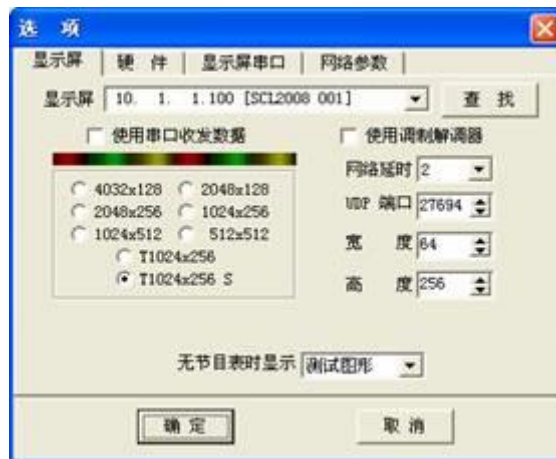 选 项
显示屏 硬 件 显示屏串口 网络参数
显示屏 10. 1. 1.100 [SCL2008 001] 查 找
使用串口收发数据 使用调制解调器
网络延时 2
4032x128 2048x128
UDP 端口 27694
2048x256 1024x256
1024x512 512x512
宽 度 64
T1024x256
T1024x256 S
高 度 256
无节目表时显示 测试图形
确 定 取 消